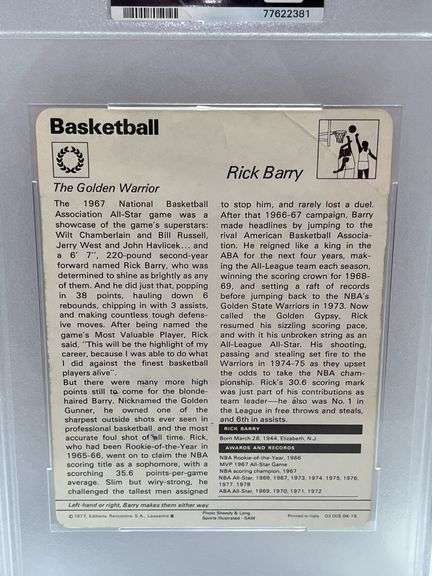 77622381
Basketball
Rick Barry
The Golden Warrior
The 1967 National Basketball
Association All-Star game was a
showcase of the game's superstars:
Wilt Chamberlain and Bill Russell,
Jerry West and John Havlicek... and
a 6' 7", 220-pound second-year
forward named Rick Barry, who was
determined to shine as brightly as any
of them. And he did just that, popping
in 38 points, hauling down 6
rebounds, chipping in with 3 assists,
and making countless tough defens-
ive moves. After being named the
game's Most Valuable Player, Rick
said, "This will be the highlight of my
career, because I was able to do what
I did against the finest basketball
players alive".
But there were many more high
points still to come for the blonde-
haired Barry. Nicknamed the Golden
Gunner, he owned one of the
sharpest outside shots ever seen in
professional basketball and the most
accurate foul shot of all time. Rick,
who had been Rookie-of-the-Year in
1965-66, went on to claim the NBA
scoring title as a sophomore, with a
scorching 35.6 points-per-game
average. Slim but wiry-strong, he
challenged the tallest men assigned
to stop him, and rarely lost a duel.
After that 1966-67 campaign, Barry
made headlines by jumping to the
rival American Basketball Associa-
tion. He reigned like a king in the
ABA for the next four years, mak-
ing the All-League team each season,
winning the scoring crown for 1968-
69, and setting a raft of records
before jumping back to the NBA's
Golden State Warriors in 1973. Now
called the Golden Gypsy, Rick
resumed his sizzling scoring pace,
and with it his unbroken string as an
All-League All-Star. His shooting,
passing and stealing set fire to the
Warriors in 1974-75 as they upset
the odds to take the NBA cham-
pionship. Rick's 30.6 scoring mark
was just part of his contributions as
team leader—he also was No. 1 in
the League in free throws and steals,
and 6th in assists.
RICK BARRY
Born March 28, 1944, Elizabeth, N.J.
AWARDS AND RECORDS
NBA Rookie-of-the-Year, 1966
MVP 1967 All-Star Game
NBA scoring champion, 1967
NBA All-Star, 1966, 1967, 1973, 1974, 1975, 1976,
1977, 1978
ABA All-Star, 1969, 1970, 1971, 1972
Left-hand or right, Barry makes them either way
© 1977, Editions Rencontre S.A., Lausanne
Photo Sheedy & Long
Sports Illustrated
Printed in Italy